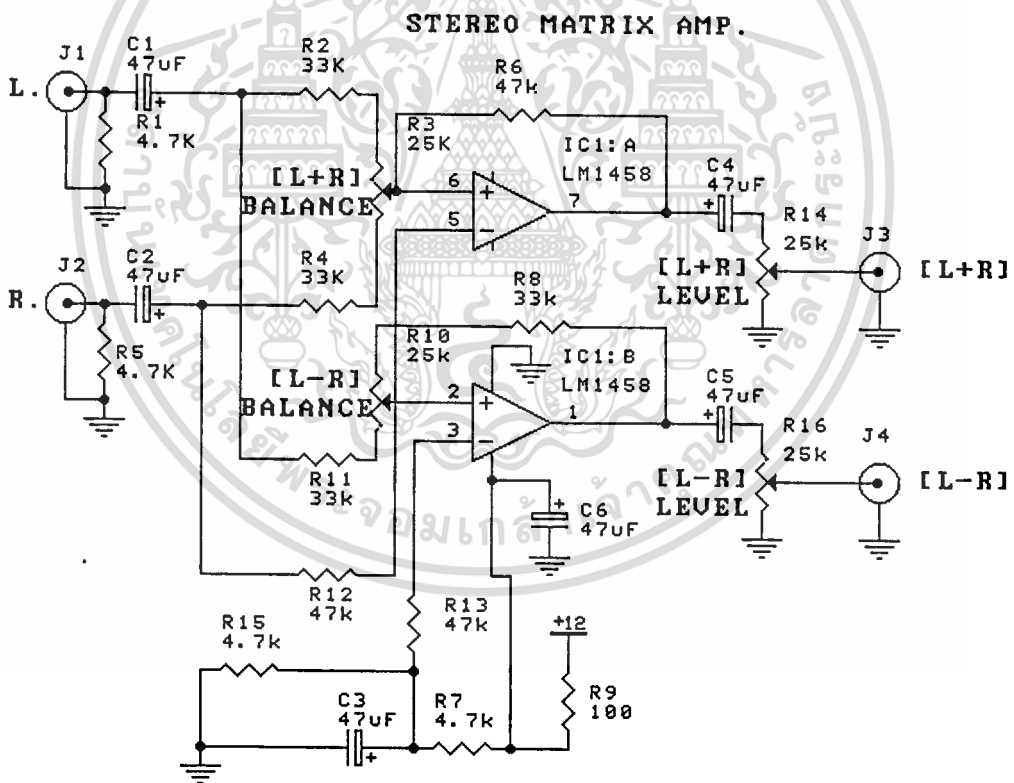 STEREO MATRIX AMP.
J1
C1
47uF
R2
33K
R6
47k
L.
R1
4.7K
R3
25K
IC1:A
LM1458
C4
47uF
[L+R]
BALANCE
6
+
5
-
7
R14
25k
J3
[L+R]
J2
C2
47uF
R4
33K
[L+R]
LEVEL
R8
33k
R.
R5
4.7K
R10
25k
IC1:B
LM1458
C5
47uF
[L-R]
BALANCE
2
+
3
-
1
R16
25k
J4
[L-R]
R11
33k
[L-R]
LEVEL
+
C6
47uF
R12
47k
R13
47k
+12
R15
4.7k
C3
47uF
R7
4.7k
R9
100